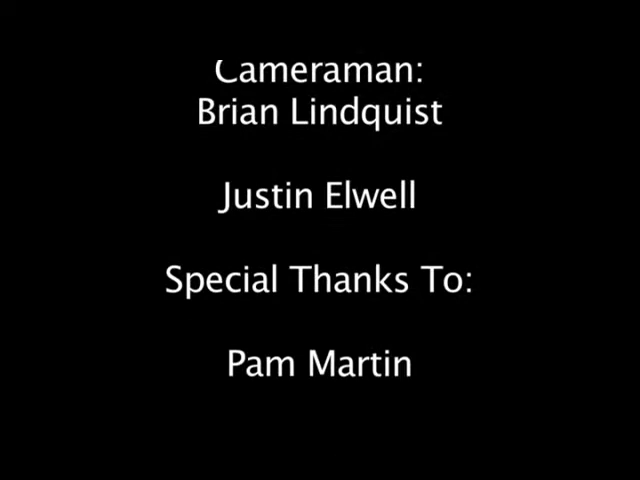 Cameraman:
Brian Lindquist
Justin Elwell
Special Thanks To:
Pam Martin